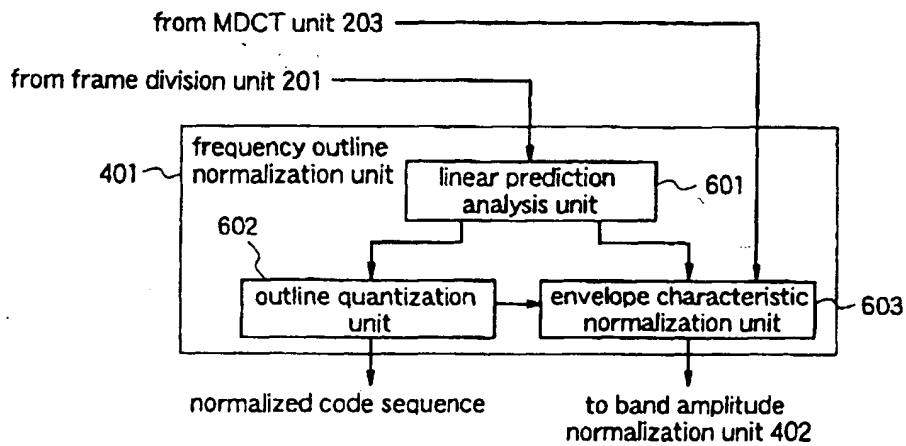 from MDCT unit 203
from frame division unit 201
frequency outline
normalization unit
401
linear prediction
analysis unit
601
602
outline quantization
unit
envelope characteristic
normalization unit
603
normalized code sequence
to band amplitude
normalization unit 402